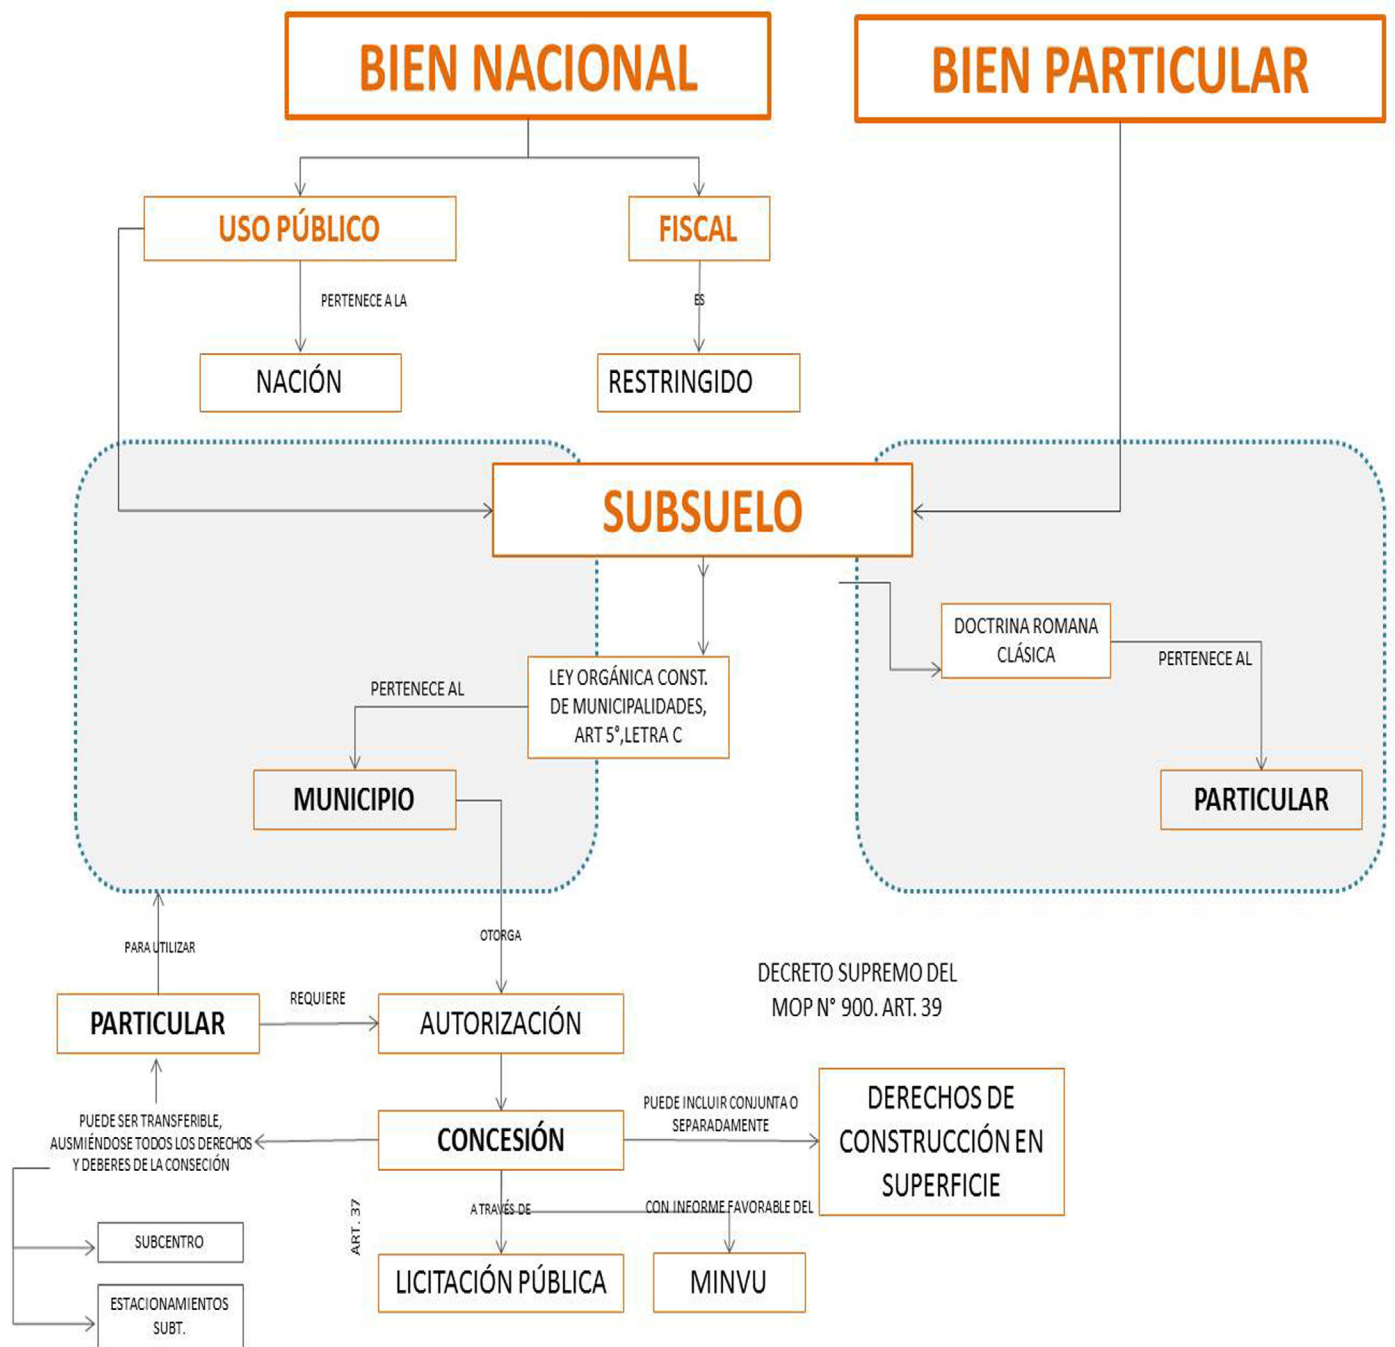 BIEN NACIONAL
BIEN PARTICULAR
USO PÚBLICO
FISCAL
PERTENECE A LA
ES
NACIÓN
RESTRINGIDO
SUBSUELO
DOCTRINA ROMANA
CLÁSICA
PERTENECE AL
LEY ORGÁNICA CONST.
DE MUNICIPALIDADES,
ART 5°,LETRA C
PERTENECE AL
MUNICIPIO
PARTICULAR
PARA UTILIZAR
OTORGA
DECRETO SUPREMO DEL
MOP N° 900. ART. 39
PARTICULAR
REQUIERE
AUTORIZACIÓN
PUEDE SER TRANSFERIBLE,
AUSMIÉNDOSE TODOS LOS DERECHOS
Y DEBERES DE LA CONSECIÓN
CONCESIÓN
PUEDE INCLUIR CONJUNTA O
SEPARADAMENTE
DERECHOS DE
CONSTRUCCIÓN EN
SUPERFICIE
ART. 37
A TRAVÉS DE
CON INFORME FAVORABLE DEL
SUBCENTRO
LICITACIÓN PÚBLICA
MINVU
ESTACIONAMIENTOS
SUBT.